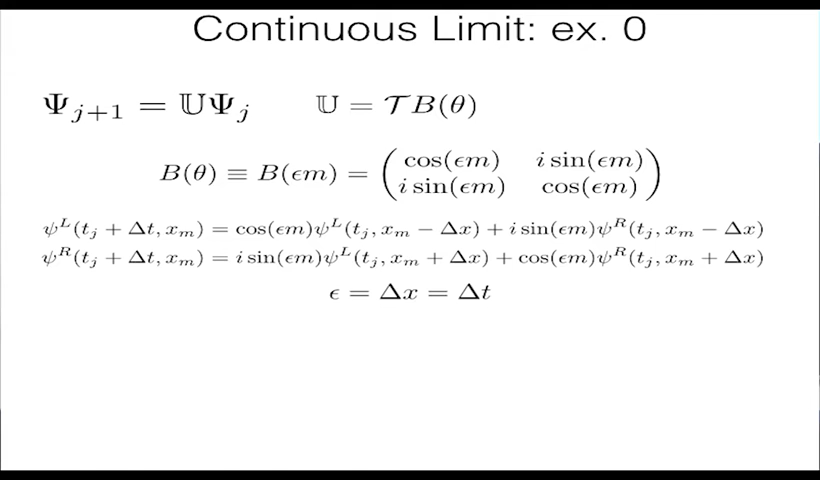 Continuous Limit: ex. 0
Ψ_{j+1} = 𝕌Ψ_j    𝕌 = 𝒯B(θ)
B(θ) ≡ B(ϵm) = ( cos(ϵm)  i sin(ϵm)
i sin(ϵm)  cos(ϵm) )
ψ^L(t_j + Δt, x_m) = cos(ϵm)ψ^L(t_j, x_m − Δx) + i sin(ϵm)ψ^R(t_j, x_m − Δx)
ψ^R(t_j + Δt, x_m) = i sin(ϵm)ψ^L(t_j, x_m + Δx) + cos(ϵm)ψ^R(t_j, x_m + Δx)
ϵ = Δx = Δt